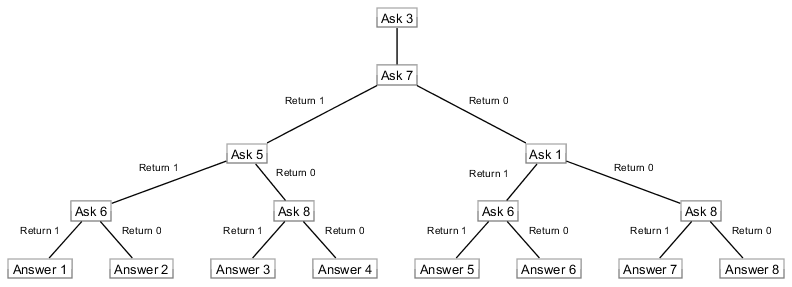 Ask 3
Ask 7
Return 1
Return 0
Ask 5
Ask 1
Return 1
Return 0
Return 1
Return 0
Ask 6
Ask 8
Ask 6
Ask 8
Return 1
Return 0
Return 1
Return 0
Return 1
Return 0
Return 1
Return 0
Answer 1
Answer 2
Answer 3
Answer 4
Answer 5
Answer 6
Answer 7
Answer 8